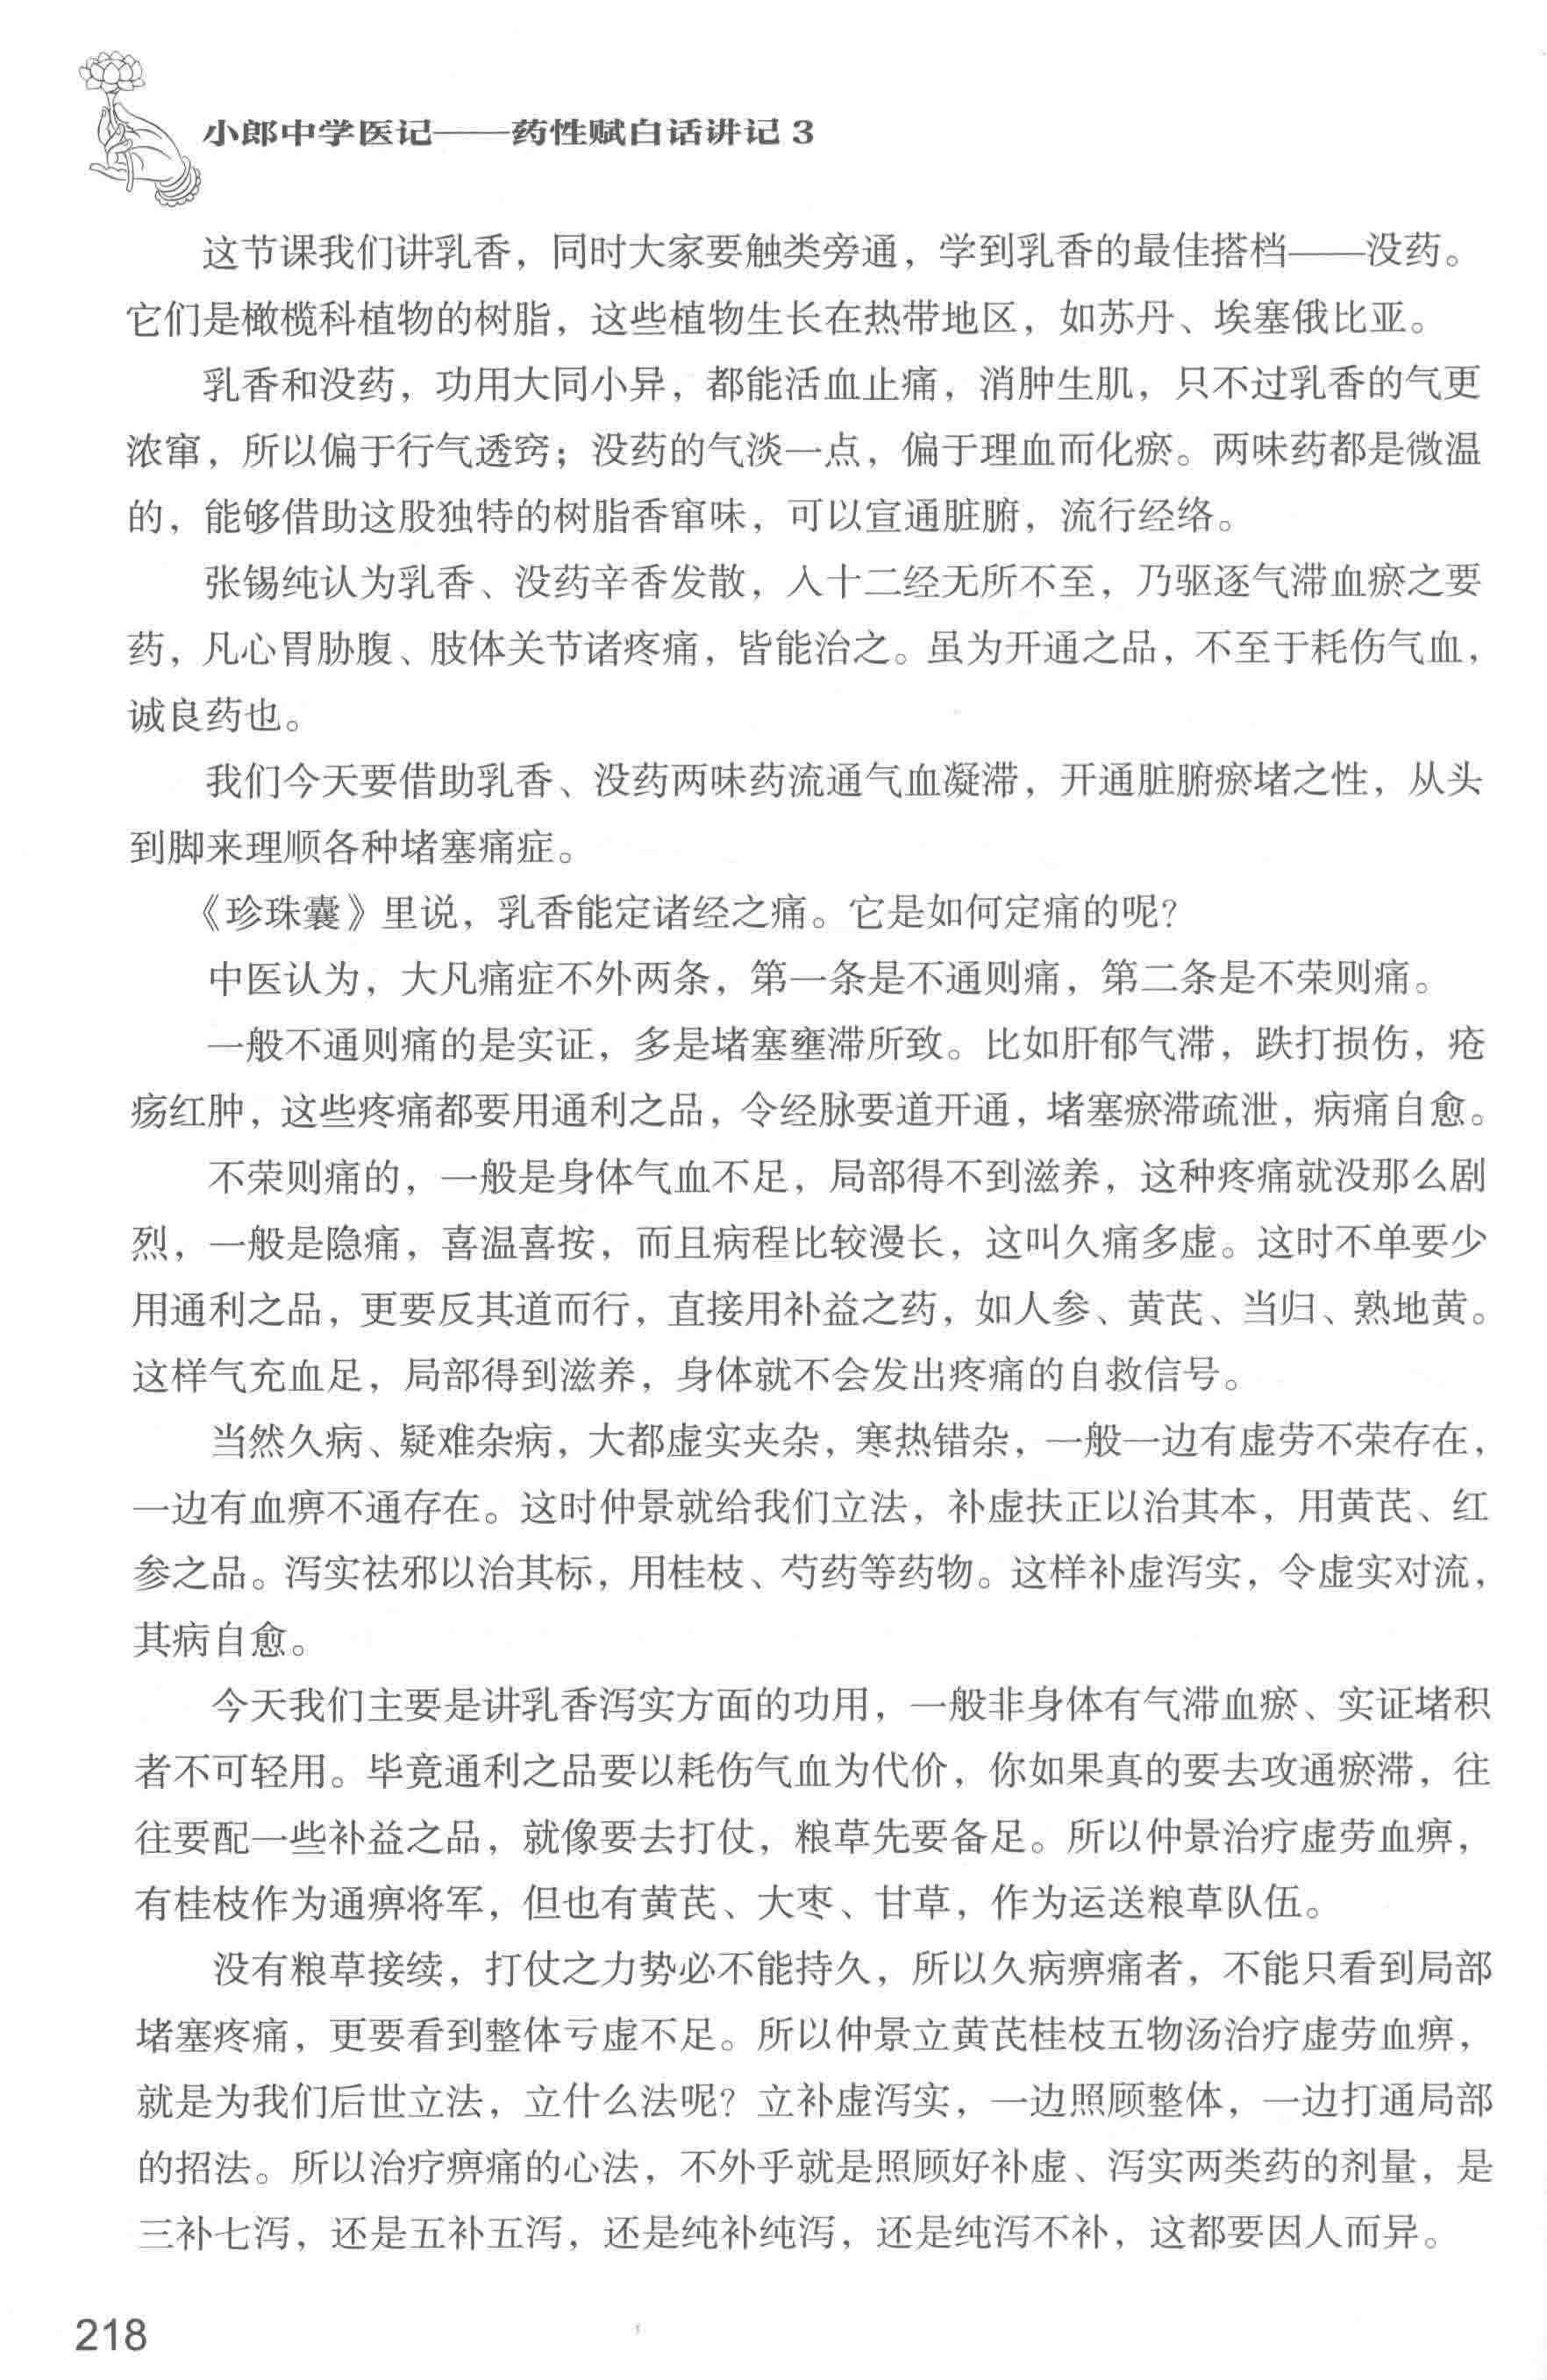 小郎中学医记——药性赋白话讲记 3
这节课我们讲乳香，同时大家要触类旁通，学到乳香的最佳搭档——没药。
它们是橄榄科植物的树脂，这些植物生长在热带地区，如苏丹、埃塞俄比亚。
乳香和没药，功用大同小异，都能活血止痛，消肿生肌，只不过乳香的气更
浓窜，所以偏于行气透窍；没药的气淡一点，偏于理血而化瘀。两味药都是微温
的，能够借助这股独特的树脂香窜味，可以宣通脏腑，流行经络。
张锡纯认为乳香、没药辛香发散，入十二经无所不至，乃驱逐气滞血瘀之要
药，凡心胃胁腹、肢体关节诸疼痛，皆能治之。虽为开通之品，不至于耗伤气血，
诚良药也。
我们今天要借助乳香、没药两味药流通气血凝滞，开通脏腑瘀堵之性，从头
到脚来理顺各种堵塞痛症。
《珍珠囊》里说，乳香能定诸经之痛。它是如何定痛的呢？
中医认为，大凡痛症不外两条，第一条是不通则痛，第二条是不荣则痛。
一般不通则痛的是实证，多是堵塞壅滞所致。比如肝郁气滞，跌打损伤，疮
疡红肿，这些疼痛都要用通利之品，令经脉要道开通，堵塞瘀滞疏泄，病痛自愈。
不荣则痛的，一般是身体气血不足，局部得不到滋养，这种疼痛就没那么剧
烈，一般是隐痛，喜温喜按，而且病程比较漫长，这叫久痛多虚。这时不单要少
用通利之品，更要反其道而行，直接用补益之药，如人参、黄芪、当归、熟地黄。
这样气充血足，局部得到滋养，身体就不会发出疼痛的自救信号。
当然久病、疑难杂病，大都虚实夹杂，寒热错杂，一般一边有虚劳不荣存在，
一边有血痹不通存在。这时仲景就给我们立法，补虚扶正以治其本，用黄芪、红
参之品。泻实祛邪以治其标，用桂枝、芍药等药物。这样补虚泻实，令虚实对流，
其病自愈。
今天我们主要是讲乳香泻实方面的功用，一般非身体有气滞血瘀、实证堵积
者不可轻用。毕竟通利之品要以耗伤气血为代价，你如果真的要去攻通瘀滞，往
往要配一些补益之品，就像要去打仗，粮草先要备足。所以仲景治疗虚劳血痹，
有桂枝作为通痹将军，但也有黄芪、大枣、甘草，作为运送粮草队伍。
没有粮草接续，打仗之力势必不能持久，所以久病痹痛者，不能只看到局部
堵塞疼痛，更要看到整体亏虚不足。所以仲景立黄芪桂枝五物汤治疗虚劳血痹，
就是为我们后世立法，立什么法呢？立补虚泻实，一边照顾整体，一边打通局部
的招法。所以治疗痹痛的心法，不外乎就是照顾好补虚、泻实两类药的剂量，是
三补七泻，还是五补五泻，还是纯补纯泻，还是纯泻不补，这都要因人而异。
218